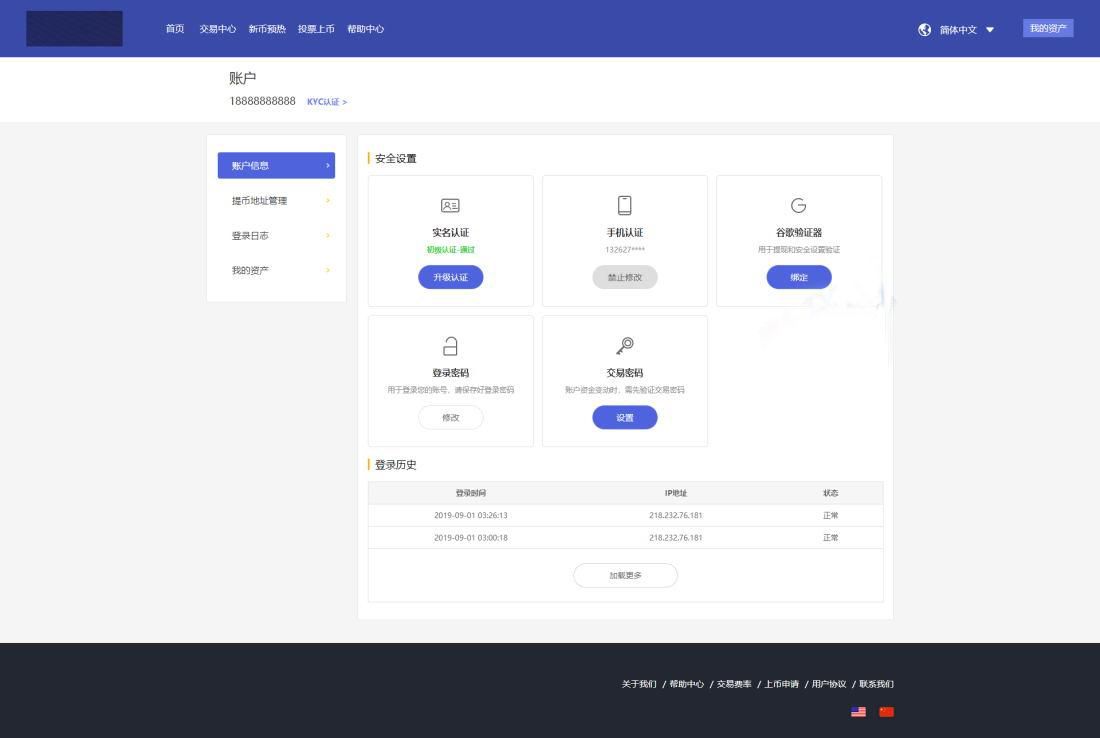 首页 交易中心 新币预热 投票上币 帮助中心 简体中文 我的资产
账户
18888888888 KYC认证 >
账户信息 >
提币地址管理 >
登录日志 >
我的资产 >
安全设置
实名认证
初级认证-通过
升级认证
手机认证
132627****
禁止修改
谷歌验证器
用于提现和安全设置验证
绑定
登录密码
用于登录您的账号，请保存好登录密码
修改
交易密码
账户资金变动时，需先验证交易密码
设置
登录历史
登录时间 IP地址 状态
2019-09-01 03:26:13 218.232.76.181 正常
2019-09-01 03:00:18 218.232.76.181 正常
加载更多
关于我们 / 帮助中心 / 交易费率 / 上币申请 / 用户协议 / 联系我们